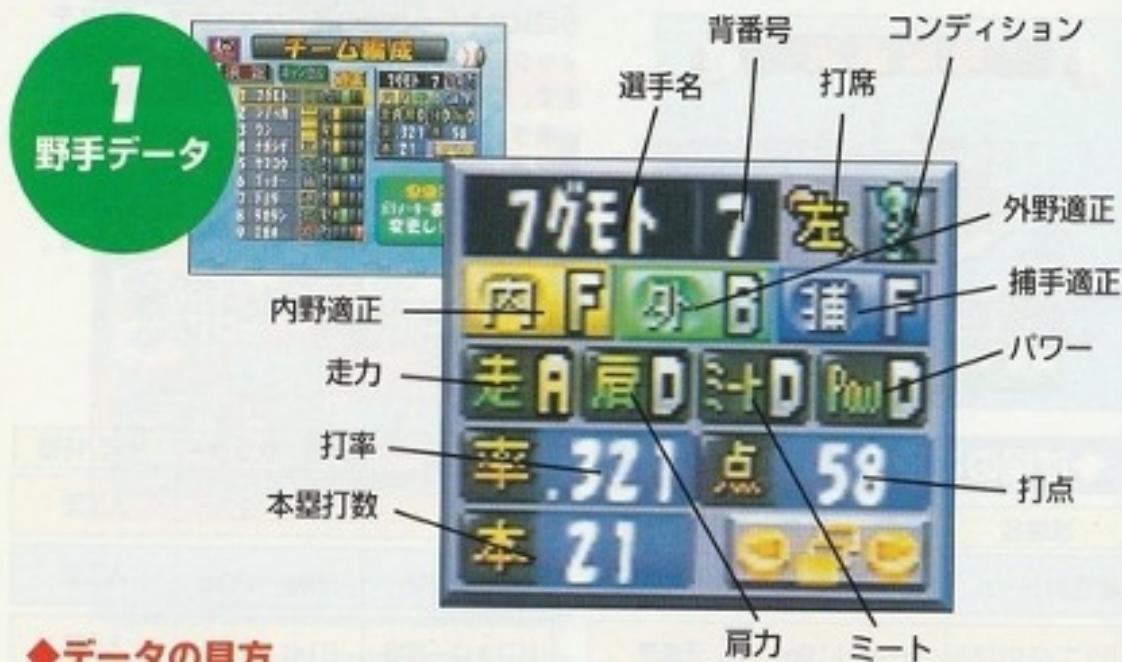 1
野手データ
チーム編成
背番号
コンディション
選手名
打席
フグモト 7 左
外野適正
内野適正
内 F 外 B 捕 F
捕手適正
走力
走 A 肩 D ミート D Pow D
パワー
打率
率 .321 点 58
打点
本塁打数
本 21
肩力
ミート
◆データの見方